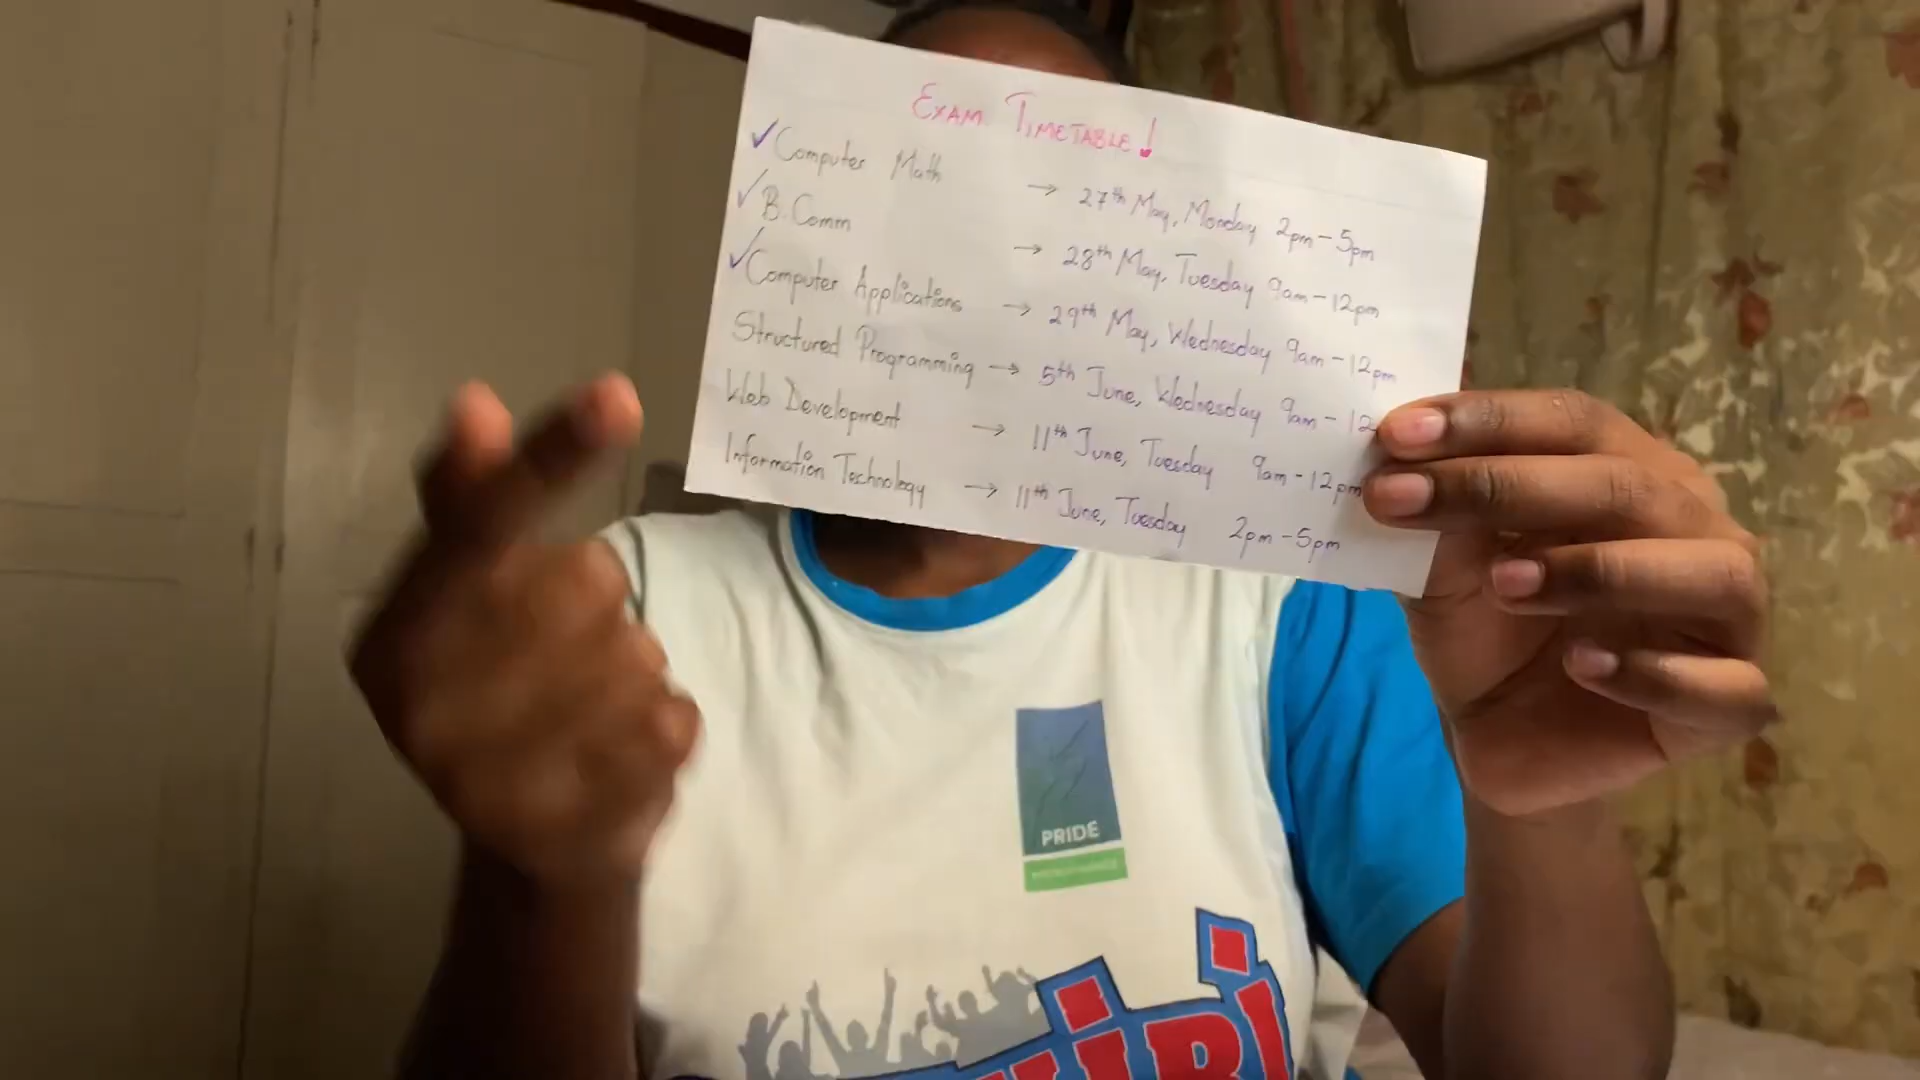 EXAM TIMETABLE!
✓Computer Math → 27th May, Monday 2pm-5pm
✓B.Comm → 28th May, Tuesday 9am-12pm
✓Computer Applications → 29th May, Wednesday 9am-12pm
Structured Programming → 5th June, Wednesday 9am-12
Web Development → 11th June, Tuesday 9am-12pm
Information Technology → 11th June, Tuesday 2pm-5pm
PRIDE